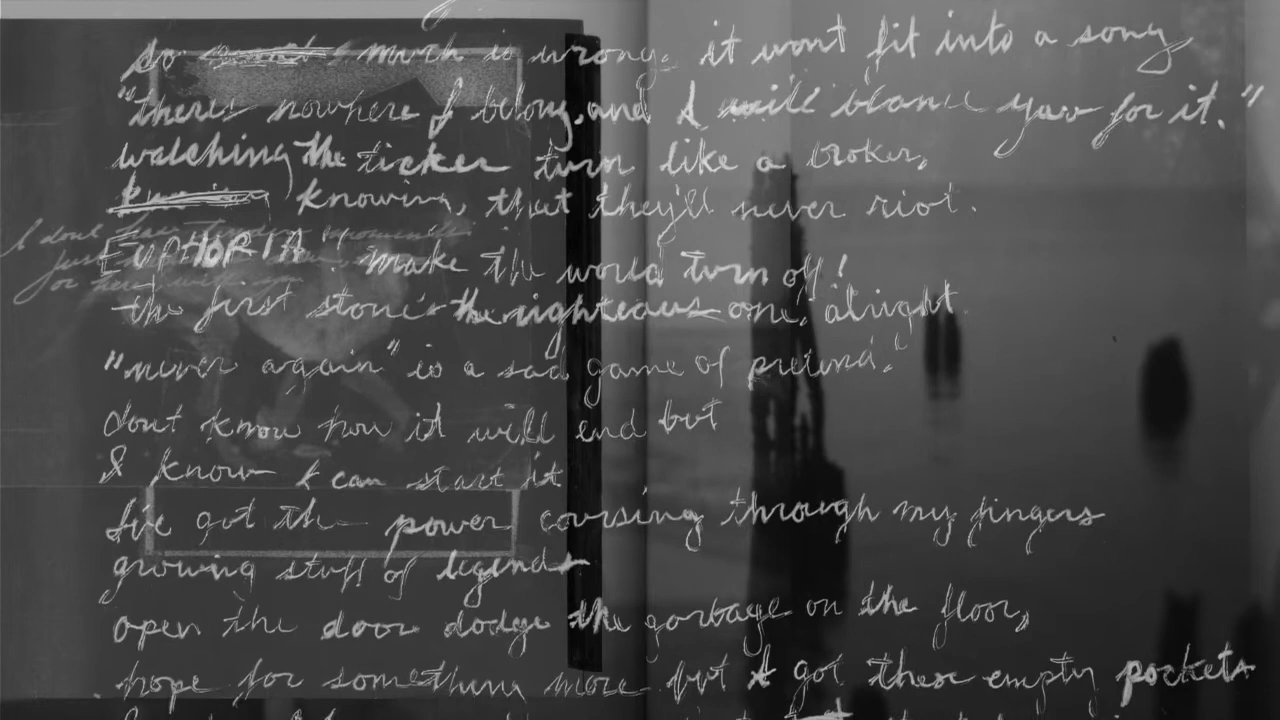 so much is wrong. it wont fit into a song
"theres nowhere I belong, and I will blame you for it."
watching the ticker turn like a broker,
knowing, that they'll never riot.
I dont
EUPHORIA make the world turn off!
just
for here
the first stone's the righteous one, alright.
"never again" is a sad game of pretend.
dont know how it will end but
I know I can start it
I've got the power coursing through my fingers
growing stuff of legends
open the door dodge the garbage on the floor,
hope for something more but I got these empty pockets